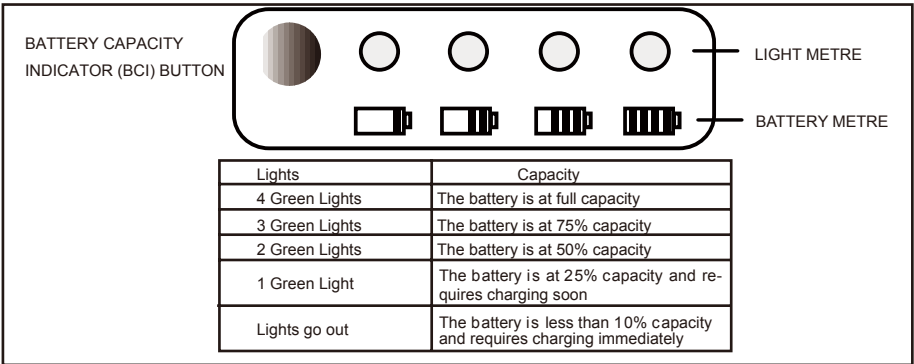 BATTERY CAPACITY
INDICATOR (BCI) BUTTON
LIGHT METRE
BATTERY METRE
Lights Capacity
4 Green Lights The battery is at full capacity
3 Green Lights The battery is at 75% capacity
2 Green Lights The battery is at 50% capacity
1 Green Light The battery is at 25% capacity and re-
quires charging soon
Lights go out The battery is less than 10% capacity
and requires charging immediately